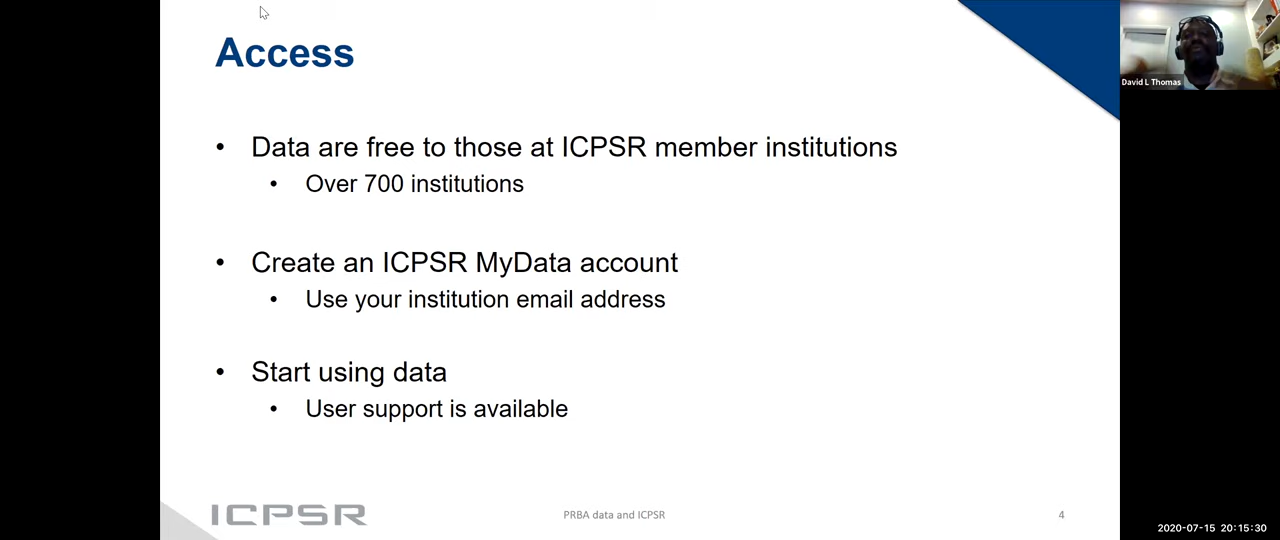 Access
• Data are free to those at ICPSR member institutions
• Over 700 institutions
• Create an ICPSR MyData account
• Use your institution email address
• Start using data
• User support is available
ICPSR
PRBA data and ICPSR
4
David L Thomas
2020-07-15 20:15:30